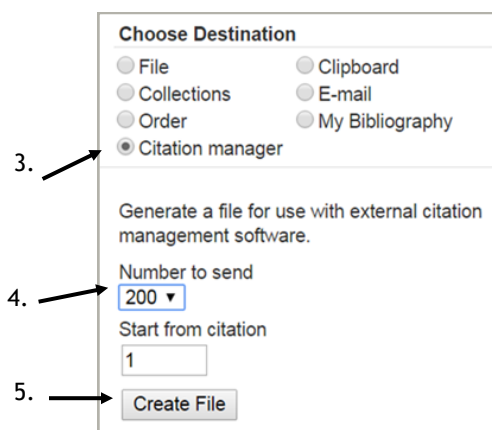 Choose Destination
File Clipboard
Collections E-mail
Order My Bibliography
3. Citation manager
Generate a file for use with external citation
management software.
Number to send
4. 200
Start from citation
1
5. Create File